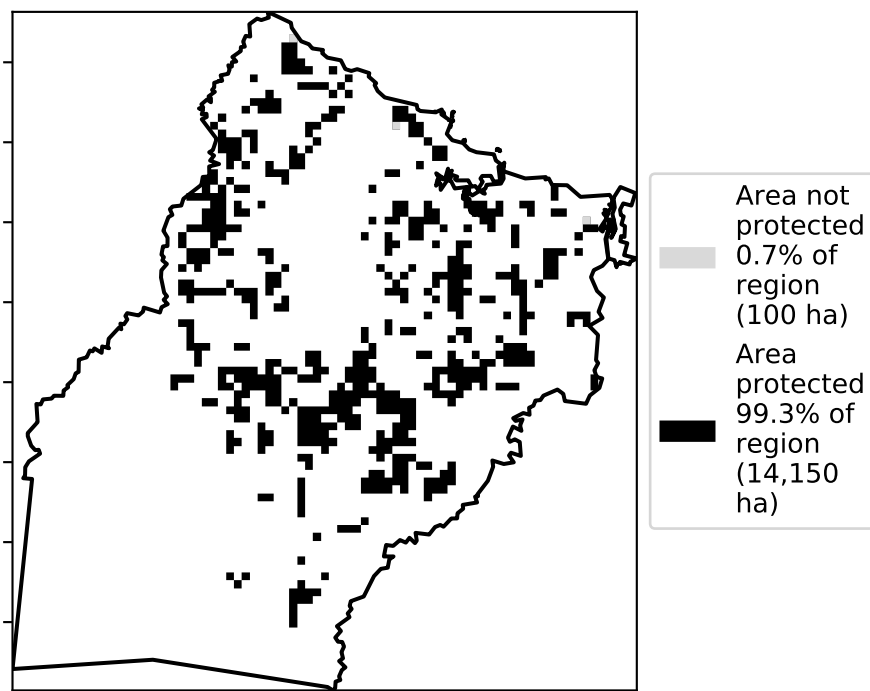 Area not
protected
0.7% of
region
(100 ha)
Area
protected
99.3% of
region
(14,150
ha)